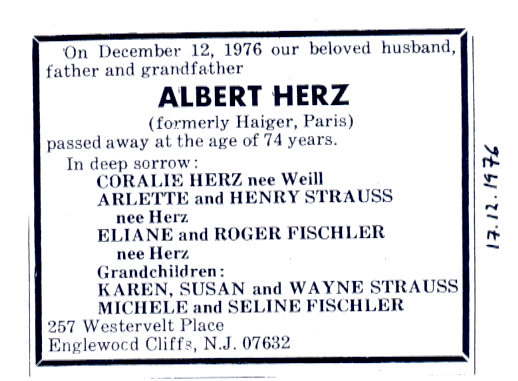 On December 12, 1976 our beloved husband,
father and grandfather
ALBERT HERZ
(formerly Haiger, Paris)
passed away at the age of 74 years.
In deep sorrow:
CORALIE HERZ nee Weill
ARLETTE and HENRY STRAUSS
nee Herz
ELIANE and ROGER FISCHLER
nee Herz
Grandchildren:
KAREN, SUSAN and WAYNE STRAUSS
MICHELE and SELINE FISCHLER
257 Westervelt Place
Englewood Cliffs, N.J. 07632
17.12.1976